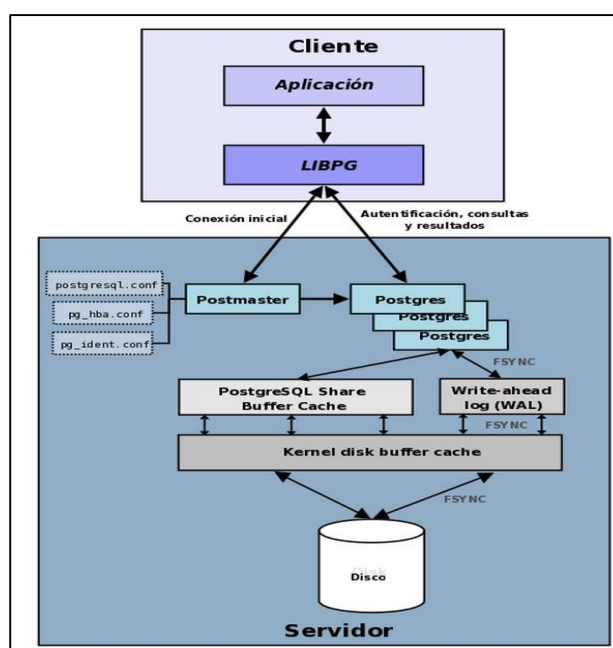 Cliente
Aplicación
LIBPG
Conexión inicial
Autentificación, consultas
y resultados
postgresql.conf
pg_hba.conf
pg_ident.conf
Postmaster
Postgres
Postgres
Postgres
FSYNC
PostgreSQL Share
Buffer Cache
Write-ahead
log (WAL)
FSYNC
Kernel disk buffer cache
FSYNC
Disk
Disco
Servidor